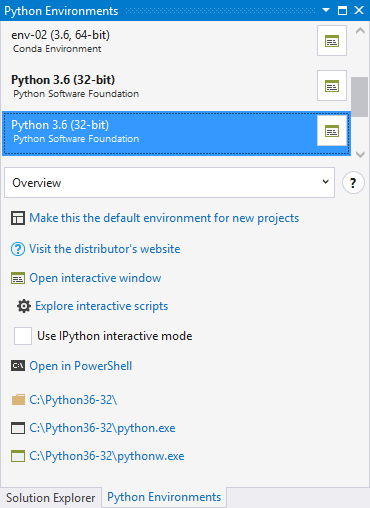 Python Environments
env-02 (3.6, 64-bit)
Conda Environment
Python 3.6 (32-bit)
Python Software Foundation
Python 3.6 (32-bit)
Python Software Foundation
Overview
?
Make this the default environment for new projects
? Visit the distributor's website
Open interactive window
Explore interactive scripts
Use IPython interactive mode
C:\ Open in PowerShell
C:\Python36-32\
C:\Python36-32\python.exe
C:\Python36-32\pythonw.exe
Solution Explorer Python Environments